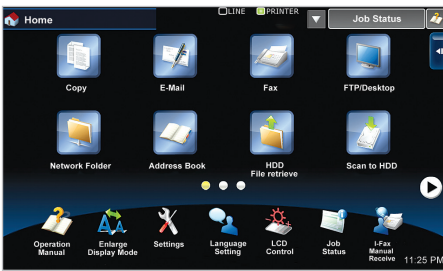 Home
LINE
PRINTER
Job Status
Copy
E-Mail
Fax
FTP/Desktop
Network Folder
Address Book
HDD
File retrieve
Scan to HDD
Operation
Manual
Enlarge
Display Mode
Settings
Language
Setting
LCD
Control
Job
Status
I-Fax
Manual
Receive
11:25 PM